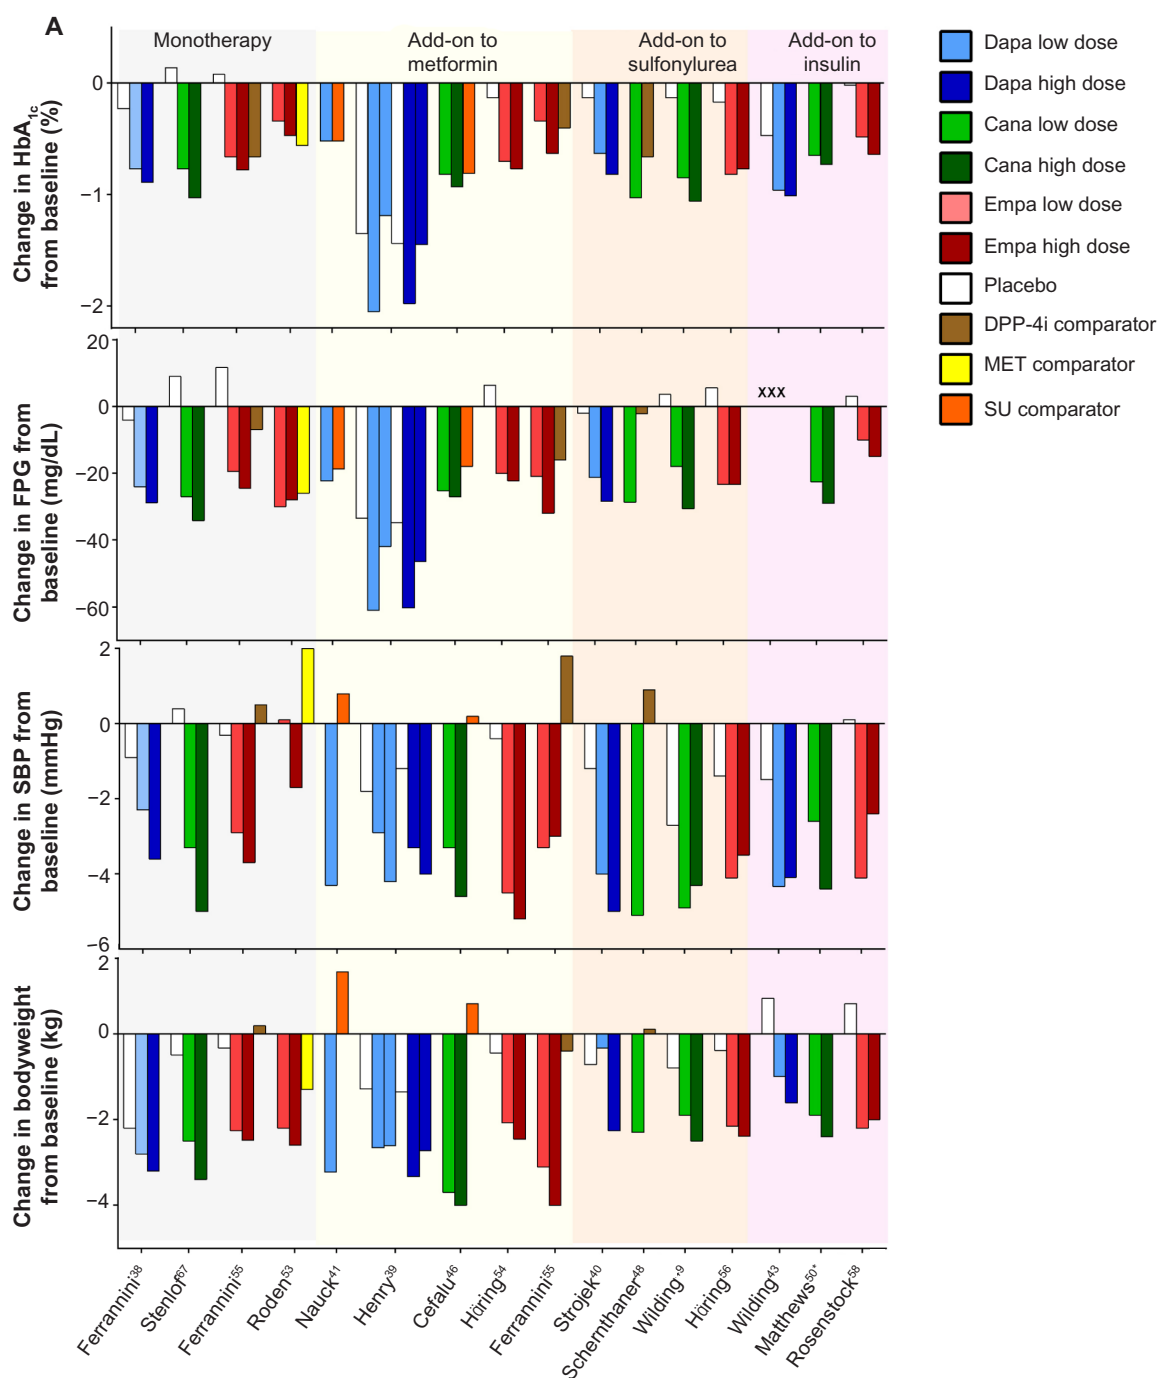 A
Monotherapy
Add-on to
metformin
Add-on to
sulfonylurea
Add-on to
insulin
Change in HbA1c
from baseline (%)
0
−1
−2
Change in FPG from
baseline (mg/dL)
20
0
−20
−40
−60
xxx
Change in SBP from
baseline (mmHg)
2
0
−2
−4
−6
Change in bodyweight
from baseline (kg)
2
0
−2
−4
Ferrannini38
Stenlof67
Ferrannini55
Roden53
Nauck41
Henry39
Cefalu46
Höring54
Ferrannini55
Strojek40
Schernthaner48
Wilding*9
Höring56
Wilding43
Matthews50*
Rosenstock58
Dapa low dose
Dapa high dose
Cana low dose
Cana high dose
Empa low dose
Empa high dose
Placebo
DPP-4i comparator
MET comparator
SU comparator